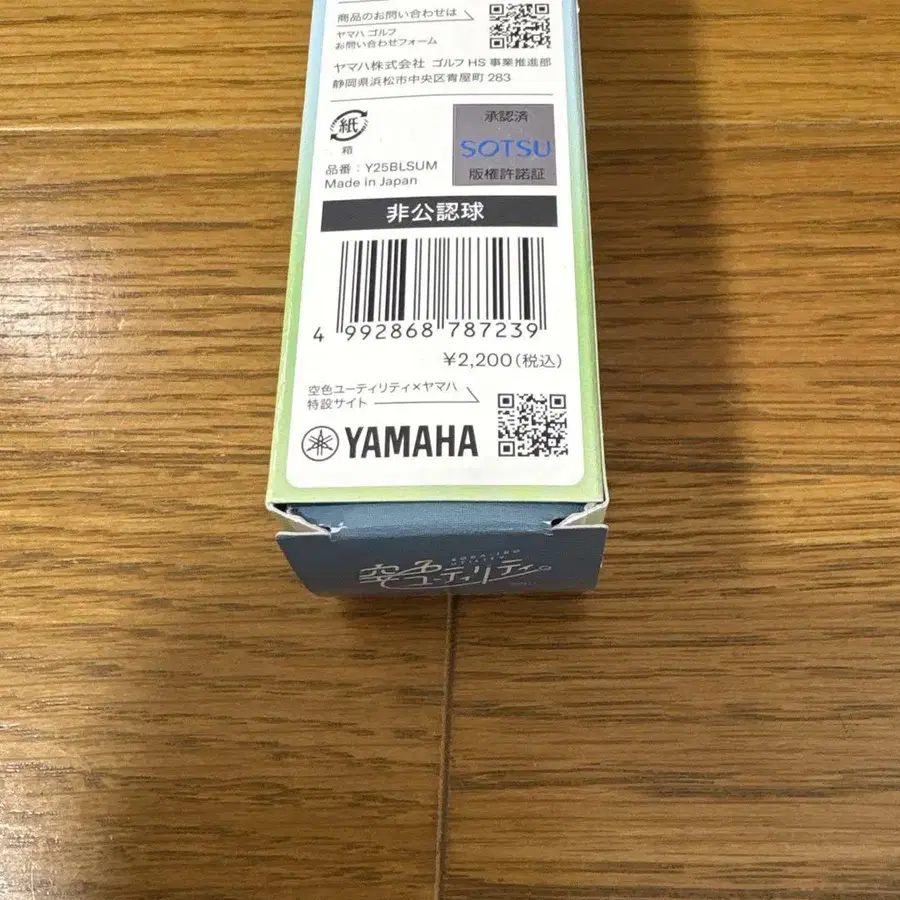 商品のお問い合わせは
ヤマハ ゴルフ
お問い合わせフォーム
ヤマハ株式会社 ゴルフ HS 事業推進部
静岡県浜松市中央区青屋町 283
紙
箱
承認済
SOTSU
版権許諾証
品番：Y25BLSUM
Made in Japan
非公認球
4 992868 787239
¥2,200(税込)
空色ユーティリティ×ヤマハ
特設サイト
YAMAHA
SORA-IRO
UTILITY
空色ユーティリティ。